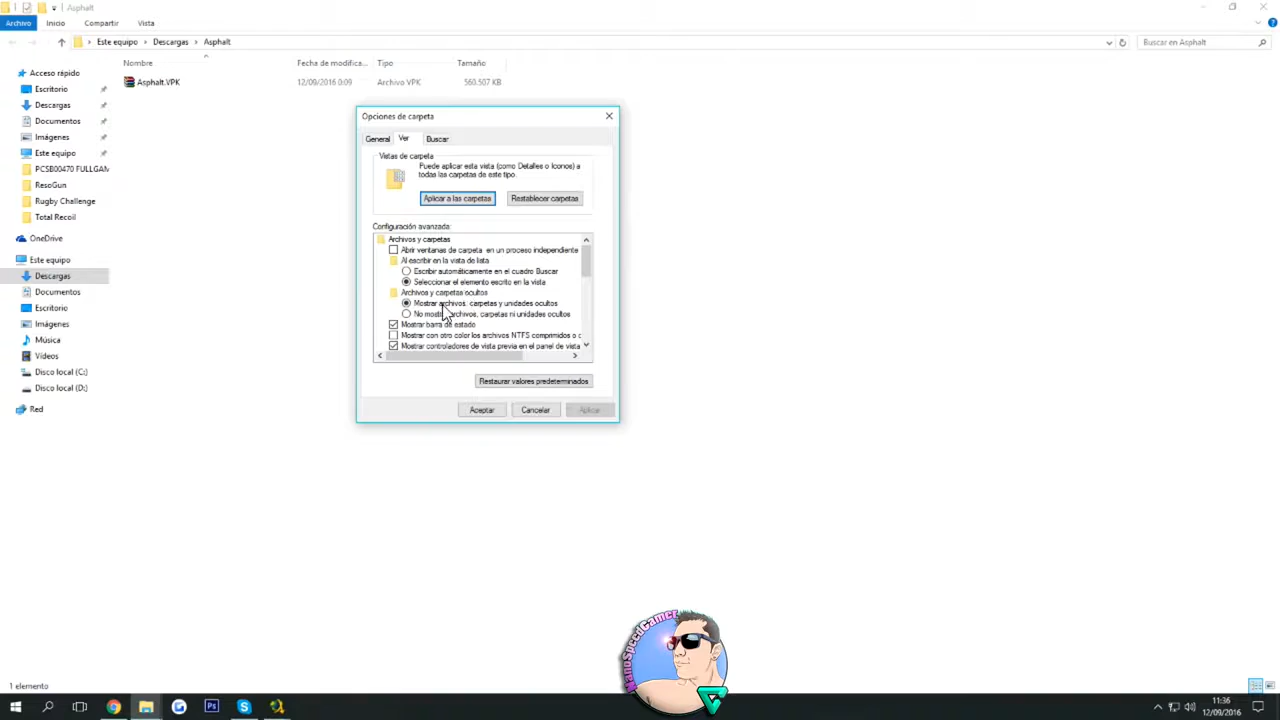 Asphalt
Archivo Inicio Compartir Vista
Este equipo Descargas Asphalt
Buscar en Asphalt
Nombre Fecha de modifica... Tipo Tamaño
Asphalt.VPK 12/09/2016 0:09 Archivo VPK 560.507 KB
Acceso rápido
Escritorio
Descargas
Documentos
Imágenes
Este equipo
PCSB00470 FULLGAM
ResoGun
Rugby Challenge
Total Recoil
OneDrive
Este equipo
Descargas
Documentos
Escritorio
Imágenes
Música
Vídeos
Disco local (C:)
Disco local (D:)
Red
Opciones de carpeta
General Ver Buscar
Vistas de carpeta
Puede aplicar esta vista (como Detalles o Iconos) a
todas las carpetas de este tipo.
Aplicar a las carpetas Restablecer carpetas
Configuración avanzada:
Archivos y carpetas
Abrir ventanas de carpeta en un proceso independiente
Al escribir en la vista de lista
Escribir automáticamente en el cuadro Buscar
Seleccionar el elemento escrito en la vista
Archivos y carpetas ocultos
Mostrar archivos, carpetas y unidades ocultos
No mostrar archivos, carpetas ni unidades ocultos
Mostrar barra de estado
Mostrar con otro color los archivos NTFS comprimidos o c
Mostrar controladores de vista previa en el panel de vista
Restaurar valores predeterminados
Aceptar Cancelar Aplicar
NanoSpeedGamer
1 elemento
11:36
12/09/2016